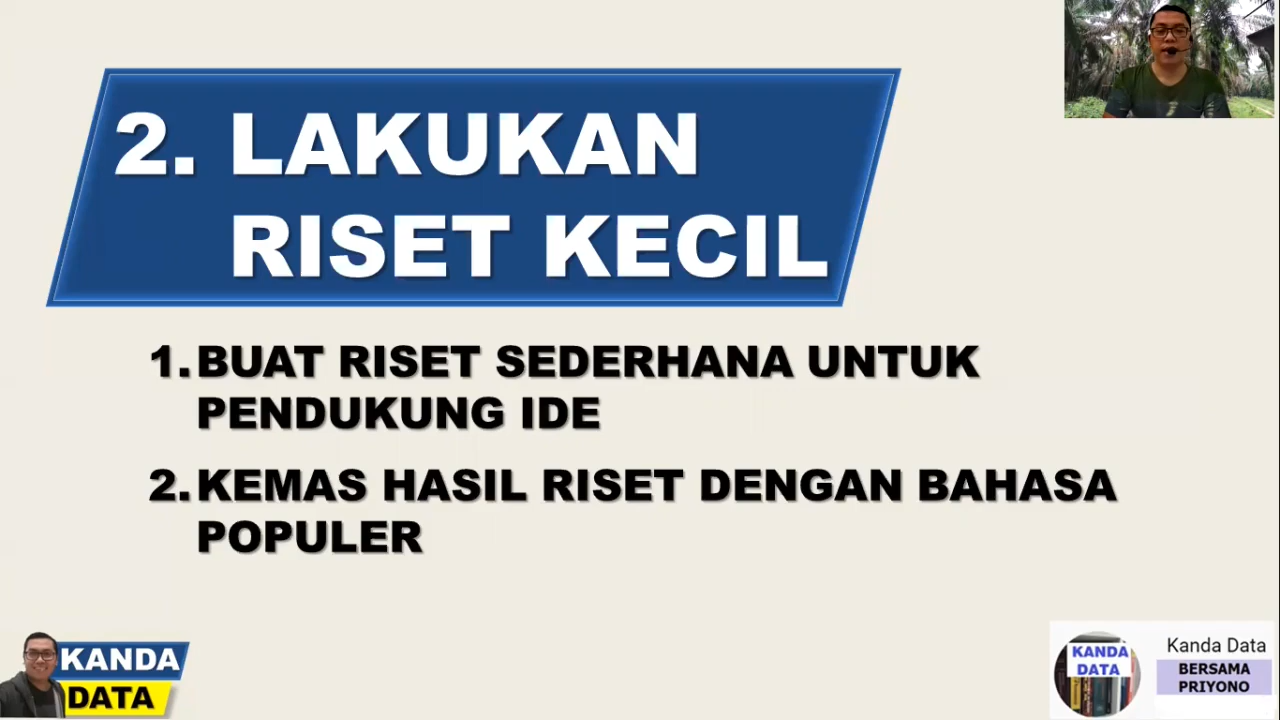 2. LAKUKAN
RISET KECIL
1. BUAT RISET SEDERHANA UNTUK
PENDUKUNG IDE
2. KEMAS HASIL RISET DENGAN BAHASA
POPULER
KANDA
DATA
KANDA
DATA
Kanda Data
BERSAMA
PRIYONO